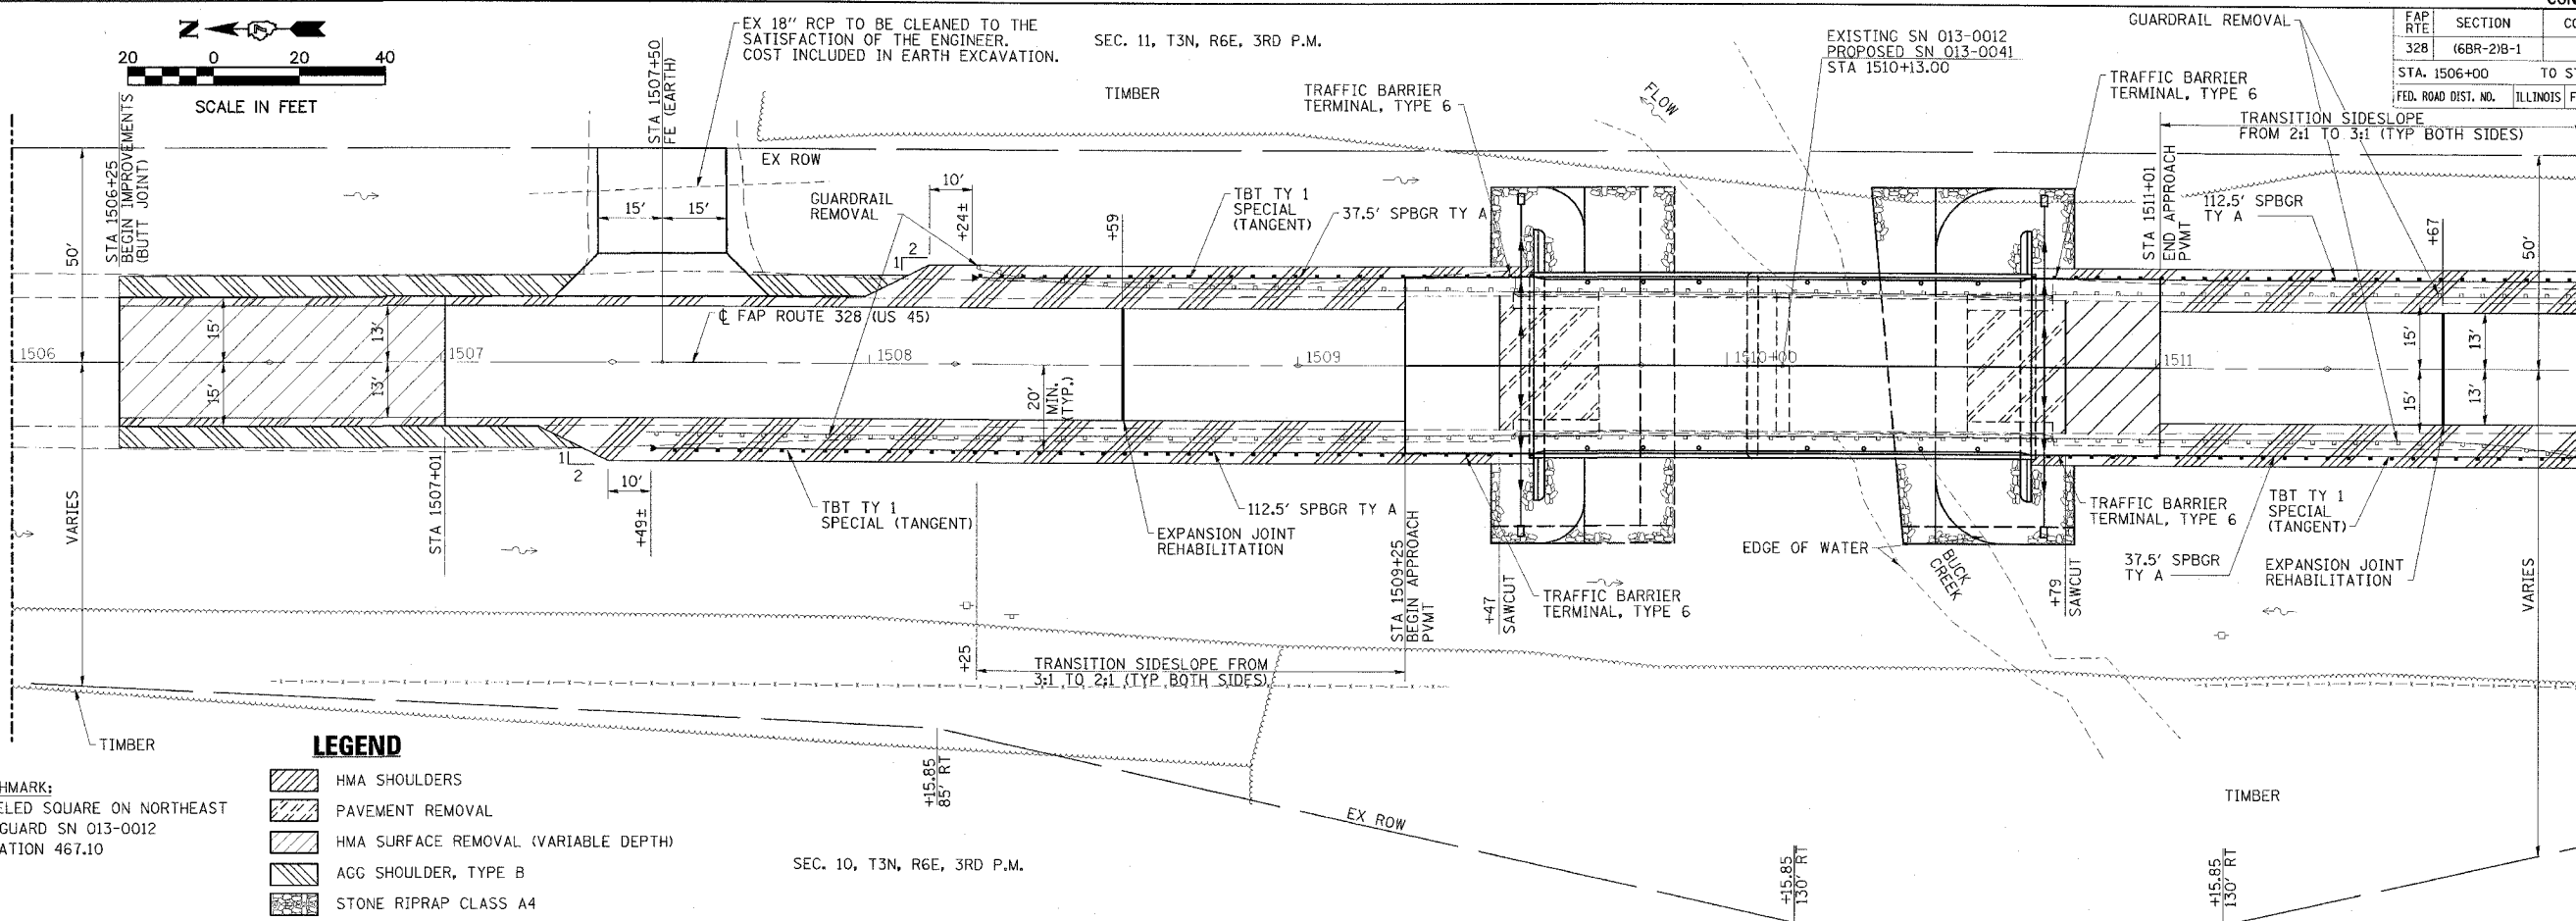 N
20 0 20 40
SCALE IN FEET
EX 18" RCP TO BE CLEANED TO THE
SATISFACTION OF THE ENGINEER.
COST INCLUDED IN EARTH EXCAVATION.
SEC. 11, T3N, R6E, 3RD P.M.
TIMBER
EXISTING SN 013-0012
PROPOSED SN 013-0041
STA 1510+13.00
GUARDRAIL REMOVAL
FAP
RTE
SECTION
328
(6BR-2)B-1
STA. 1506+00
FED. ROAD DIST. NO.
ILLINOIS
TRAFFIC BARRIER
TERMINAL, TYPE 6
TRAFFIC BARRIER
TERMINAL, TYPE 6
TRANSITION SIDESLOPE
FROM 2:1 TO 3:1 (TYP BOTH SIDES)
FLOW
STA 1506+25
BEGIN IMPROVEMENTS
(BUTT JOINT)
STA 1507+50
FE (EARTH)
EX ROW
GUARDRAIL
REMOVAL
10'
+24±
+59
TBT TY 1
SPECIAL
(TANGENT)
37.5' SPBGR TY A
STA 1511+01
END APPROACH
PVMT
112.5' SPBGR
TY A
+67
50'
50'
15' 15'
1
2
℄ FAP ROUTE 328 (US 45)
1506
1507
1508
1509
1510+00
1511
15'
15'
13'
13'
20'
MIN.
(TYP.)
15'
15'
13'
13'
VARIES
STA 1507+01
1
2
10'
+49±
TBT TY 1
SPECIAL (TANGENT)
112.5' SPBGR TY A
EXPANSION JOINT
REHABILITATION
+25
TRANSITION SIDESLOPE FROM
3:1 TO 2:1 (TYP BOTH SIDES)
STA 1509+25
BEGIN APPROACH
PVMT
+47
SAWCUT
TRAFFIC BARRIER
TERMINAL, TYPE 6
EDGE OF WATER
BUCK
CREEK
+79
SAWCUT
TRAFFIC BARRIER
TERMINAL, TYPE 6
37.5' SPBGR
TY A
TBT TY 1
SPECIAL
(TANGENT)
EXPANSION JOINT
REHABILITATION
VARIES
TIMBER
LEGEND
HMA SHOULDERS
PAVEMENT REMOVAL
HMA SURFACE REMOVAL (VARIABLE DEPTH)
AGG SHOULDER, TYPE B
STONE RIPRAP CLASS A4
HMARK:
ELED SQUARE ON NORTHEAST
GUARD SN 013-0012
ATION 467.10
+15.85
85' RT
SEC. 10, T3N, R6E, 3RD P.M.
EX ROW
+15.85
130' RT
+15.85
130' RT
TIMBER